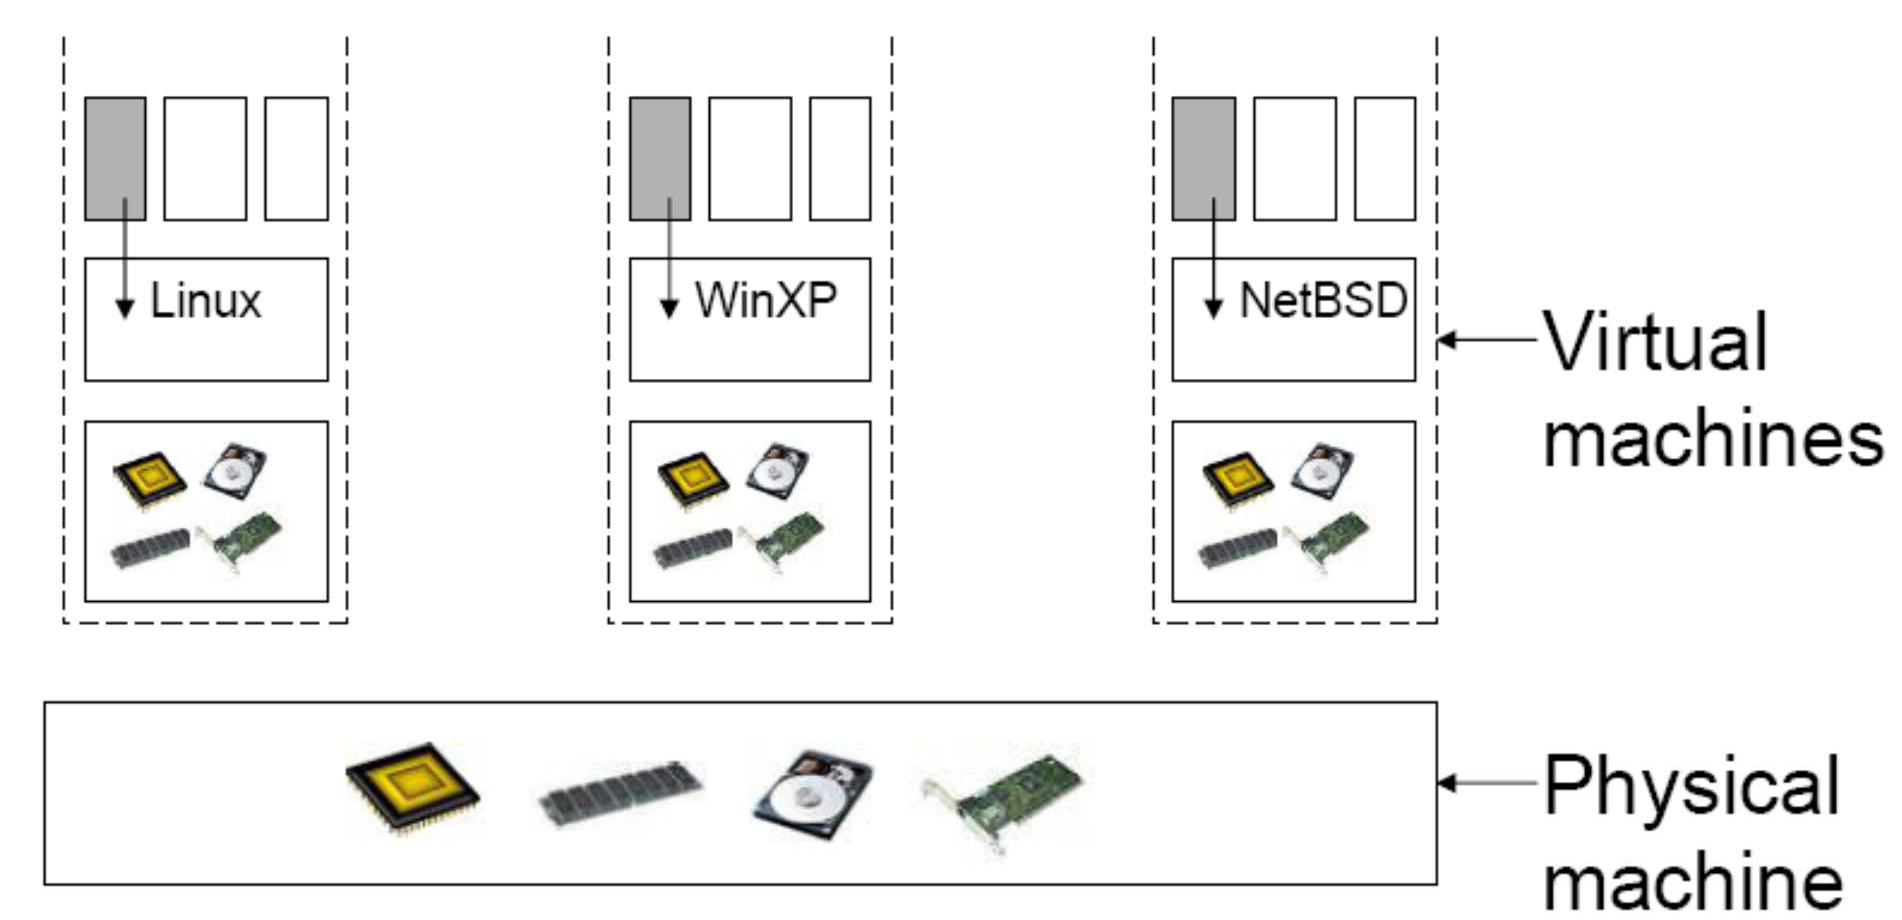 Linux
WinXP
NetBSD
Virtual
machines
Physical
machine